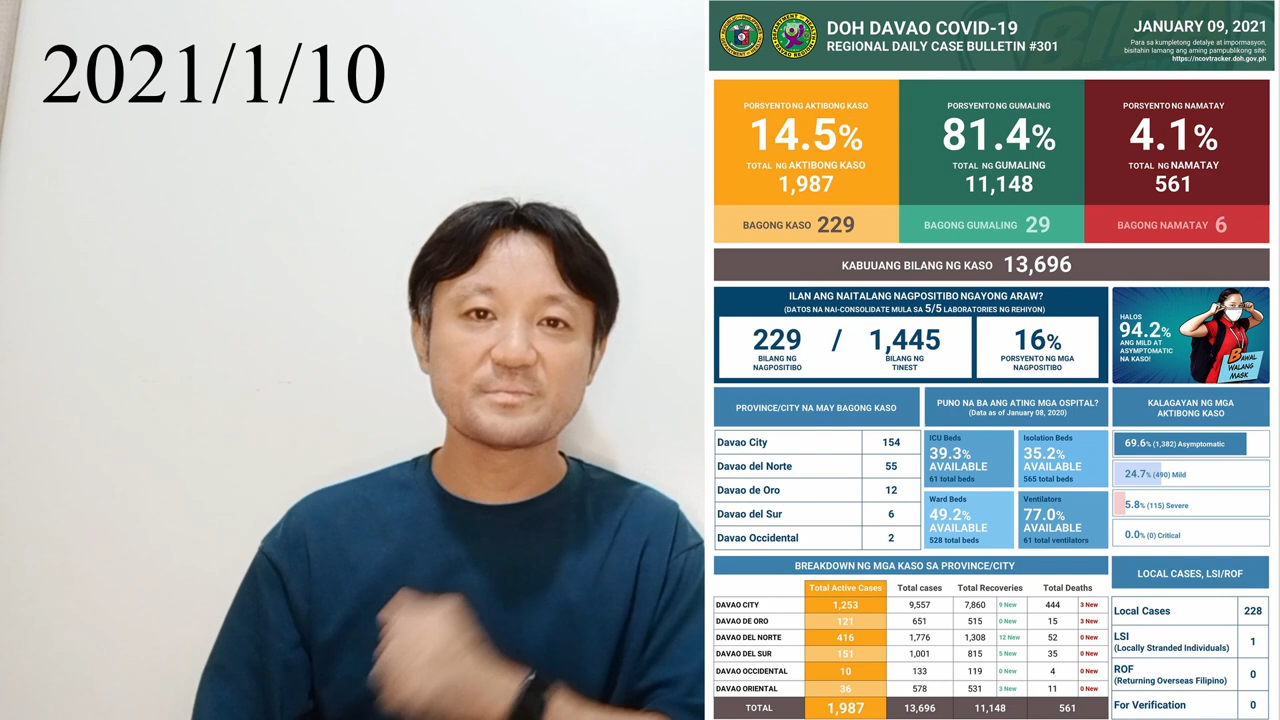 2021/1/10
DOH DAVAO COVID-19
REGIONAL DAILY CASE BULLETIN #301
JANUARY 09, 2021
Para sa kumpletong detalye at impormasyon,
bisitahin lamang ang aming pampublikong site:
https://ncovtracker.doh.gov.ph
PORSYENTO NG AKTIBONG KASO
14.5%
TOTAL NG AKTIBONG KASO
1,987
BAGONG KASO 229
PORSYENTO NG GUMALING
81.4%
TOTAL NG GUMALING
11,148
BAGONG GUMALING 29
PORSYENTO NG NAMATAY
4.1%
TOTAL NG NAMATAY
561
BAGONG NAMATAY 6
KABUUANG BILANG NG KASO 13,696
ILAN ANG NAITALANG NAGPOSITIBO NGAYONG ARAW?
(DATOS NA NAI-CONSOLIDATE MULA SA 5/5 LABORATORIES NG REHIYON)
229 / 1,445 16%
BILANG NG NAGPOSITIBO
BILANG NG TINEST
PORSYENTO NG MGA NAGPOSITIBO
HALOS
94.2%
ANG MILD AT
ASYMPTOMATIC
NA KASO!
BAWAL
WALANG
MASK
PROVINCE/CITY NA MAY BAGONG KASO
Davao City 154
Davao del Norte 55
Davao de Oro 12
Davao del Sur 6
Davao Occidental 2
PUNO NA BA ANG ATING MGA OSPITAL?
(Data as of January 08, 2020)
ICU Beds
39.3%
AVAILABLE
61 total beds
Isolation Beds
35.2%
AVAILABLE
565 total beds
Ward Beds
49.2%
AVAILABLE
528 total beds
Ventilators
77.0%
AVAILABLE
61 total ventilators
KALAGAYAN NG MGA
AKTIBONG KASO
69.6% (1,382) Asymptomatic
24.7% (490) Mild
5.8% (115) Severe
0.0% (0) Critical
BREAKDOWN NG MGA KASO SA PROVINCE/CITY
Total Active Cases Total cases Total Recoveries Total Deaths
DAVAO CITY 1,253 9,557 7,860 9 New 444 3 New
DAVAO DE ORO 121 651 515 0 New 15 3 New
DAVAO DEL NORTE 416 1,776 1,308 12 New 52 0 New
DAVAO DEL SUR 151 1,001 815 5 New 35 0 New
DAVAO OCCIDENTAL 10 133 119 0 New 4 0 New
DAVAO ORIENTAL 36 578 531 3 New 11 0 New
TOTAL 1,987 13,696 11,148 561
LOCAL CASES, LSI/ROF
Local Cases 228
LSI
(Locally Stranded Individuals) 1
ROF
(Returning Overseas Filipino) 0
For Verification 0